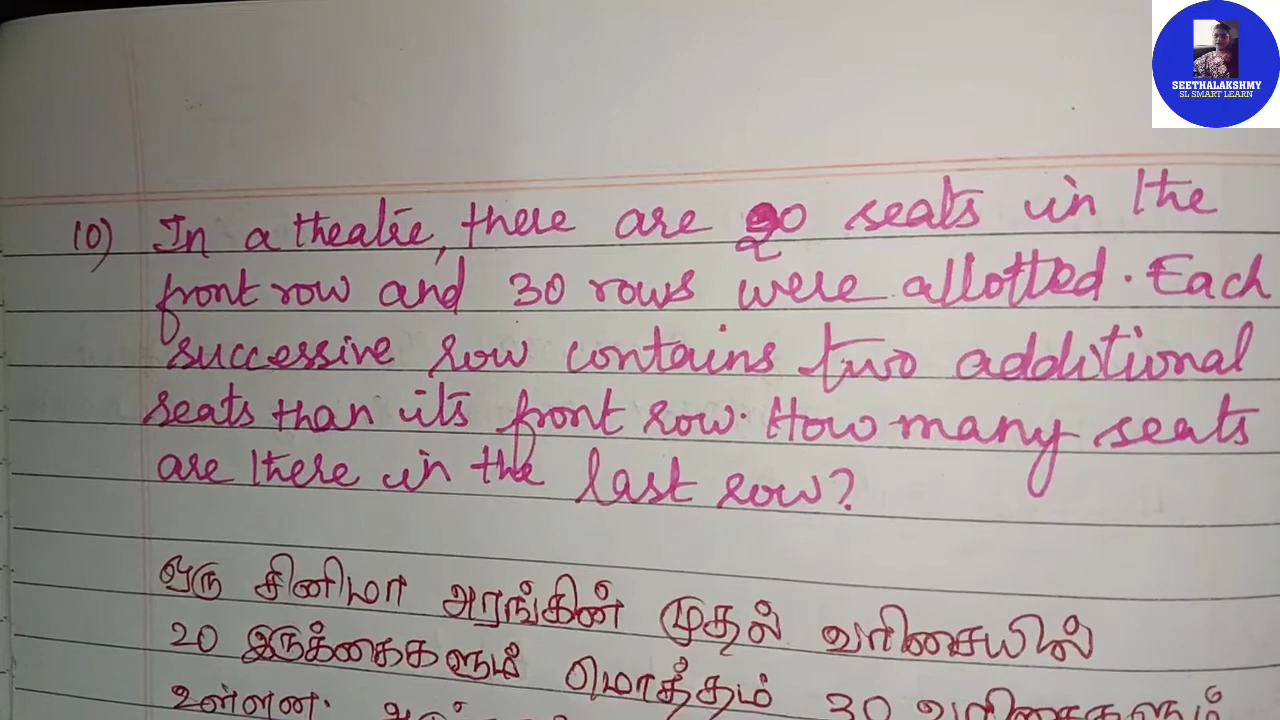 SEETHALAKSHMY
SL SMART LEARN
10) In a theatre, there are 20 seats in the
front row and 30 rows were allotted. Each
successive row contains two additional
seats than its front row. How many seats
are there in the last row?
ஒரு சினிமா அரங்கின் முதல் வரிசையில்
20 இருக்கைகளும் மொத்தம் 30 வரிசைகளும்
உள்ளன.